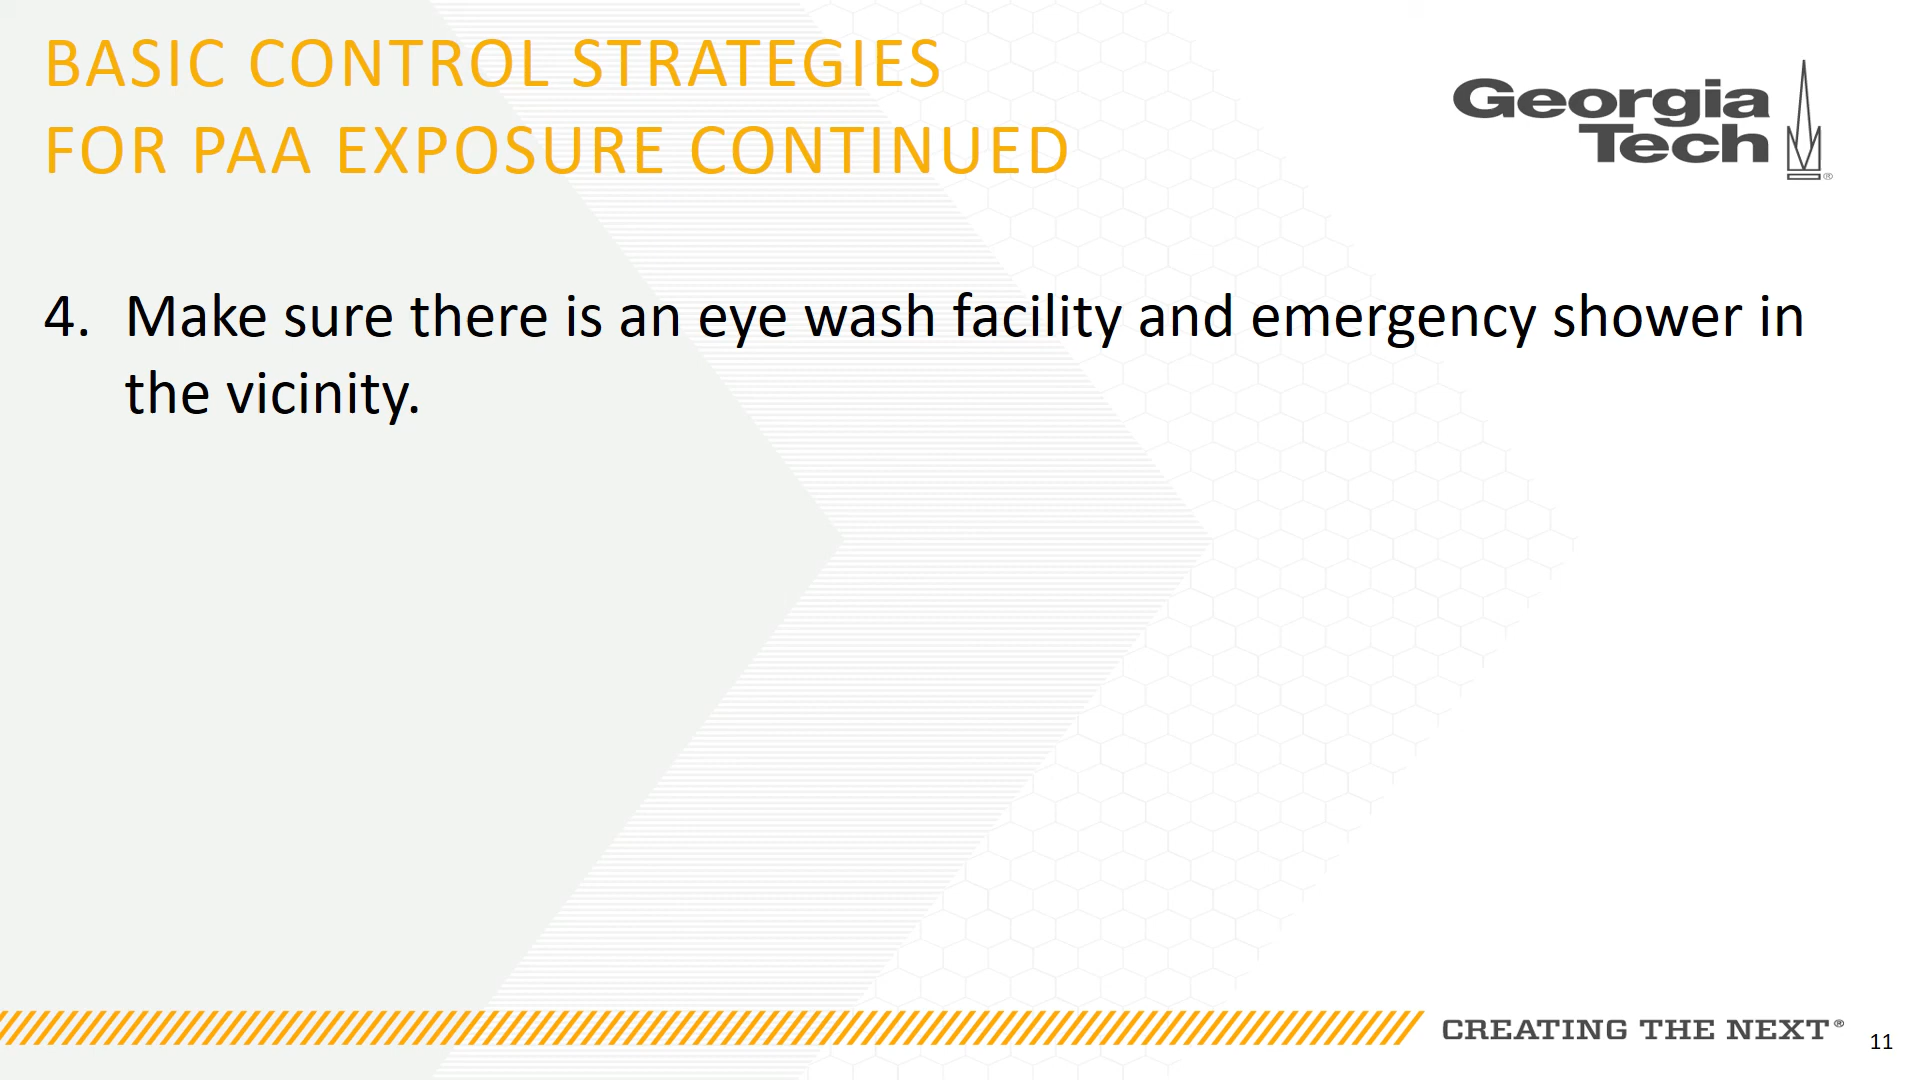 BASIC CONTROL STRATEGIES
FOR PAA EXPOSURE CONTINUED
Georgia
Tech
®
4. Make sure there is an eye wash facility and emergency shower in
the vicinity.
CREATING THE NEXT®
11